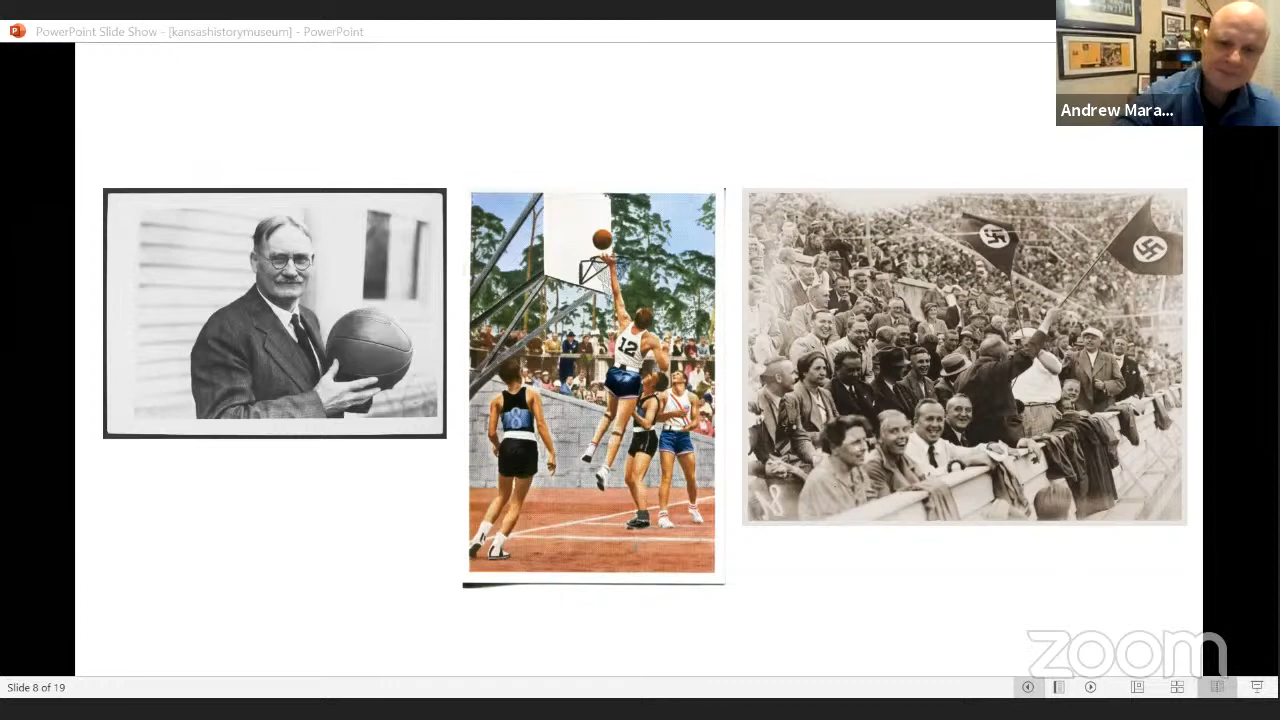 PowerPoint Slide Show - [kansashistorymuseum] - PowerPoint
Andrew Mara...
12
8
zoom
Slide 8 of 19